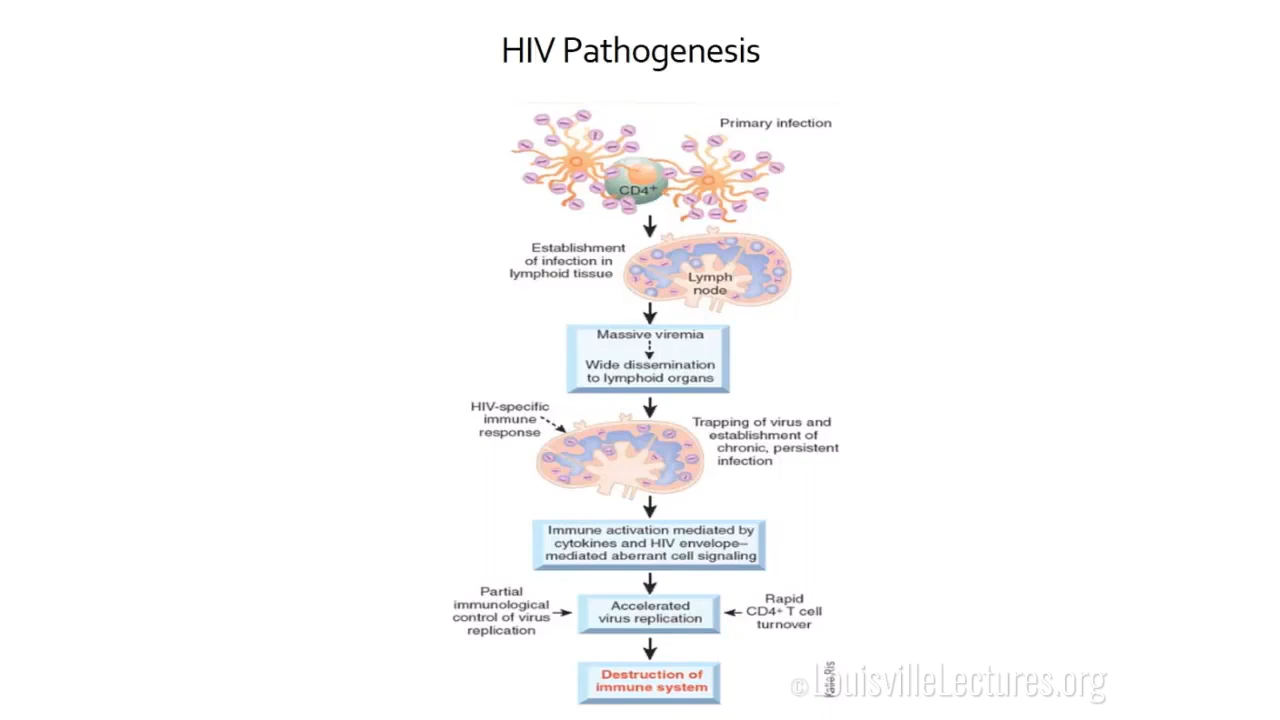 HIV Pathogenesis
Primary infection
CD4+
Establishment
of infection in
lymphoid tissue
Lymph
node
Massive viremia
Wide dissemination
to lymphoid organs
HIV-specific
immune
response
Trapping of virus and
establishment of
chronic, persistent
infection
Immune activation mediated by
cytokines and HIV envelope–
mediated aberrant cell signaling
Partial
immunological
control of virus
replication
Accelerated
virus replication
Rapid
CD4+ T cell
turnover
Destruction of
immune system
© LouisvilleLectures.org